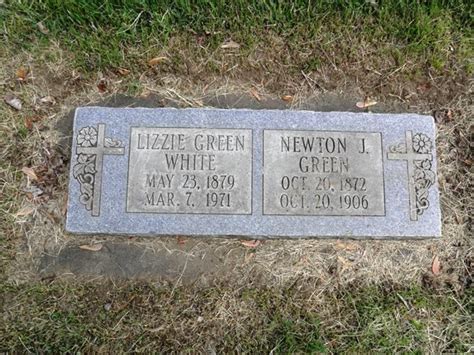 LIZZIE GREEN
WHITE
MAY 23, 1879
MAR. 7, 1971
NEWTON J.
GREEN
OCT. 20, 1872
OCT. 20, 1906